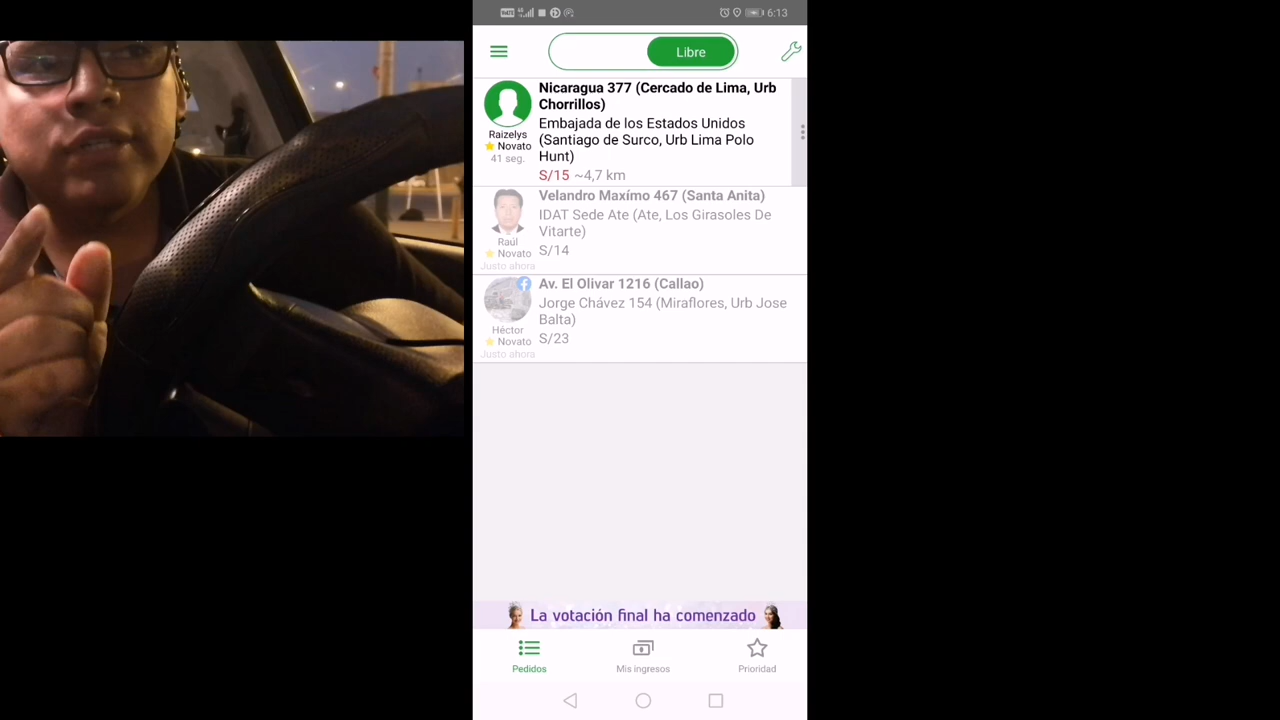 6:13
Libre
Nicaragua 377 (Cercado de Lima, Urb
Chorrillos)
Embajada de los Estados Unidos
(Santiago de Surco, Urb Lima Polo
Hunt)
S/15 ~4,7 km
Raizelys
Novato
41 seg.
Velandro Maxímo 467 (Santa Anita)
IDAT Sede Ate (Ate, Los Girasoles De
Vitarte)
S/14
Raúl
Novato
Justo ahora
Av. El Olivar 1216 (Callao)
Jorge Chávez 154 (Miraflores, Urb Jose
Balta)
S/23
Héctor
Novato
Justo ahora
La votación final ha comenzado
Pedidos
Mis ingresos
Prioridad